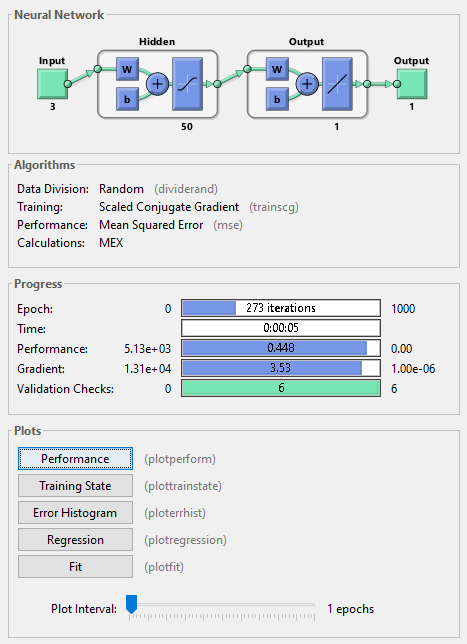 Neural Network
Hidden Output
Input Output
W W
b b
3 50 1 1
Algorithms
Data Division: Random (dividerand)
Training: Scaled Conjugate Gradient (trainscg)
Performance: Mean Squared Error (mse)
Calculations: MEX
Progress
Epoch: 0 273 iterations 1000
Time: 0:00:05
Performance: 5.13e+03 0.448 0.00
Gradient: 1.31e+04 3.53 1.00e-06
Validation Checks: 0 6 6
Plots
Performance (plotperform)
Training State (plottrainstate)
Error Histogram (ploterrhist)
Regression (plotregression)
Fit (plotfit)
Plot Interval: 1 epochs